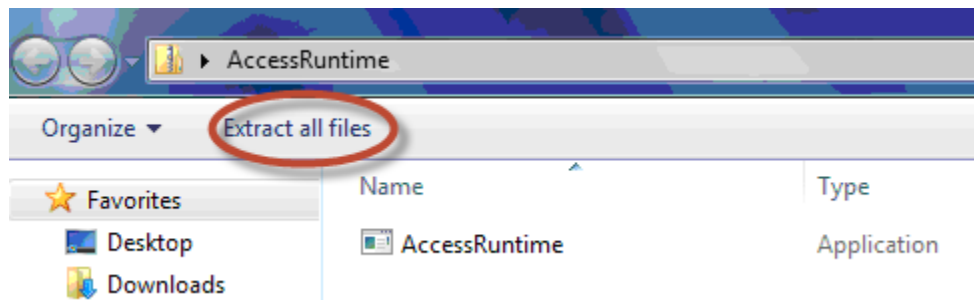 AccessRuntime
Organize Extract all files
Favorites Name Type
Desktop AccessRuntime Application
Downloads